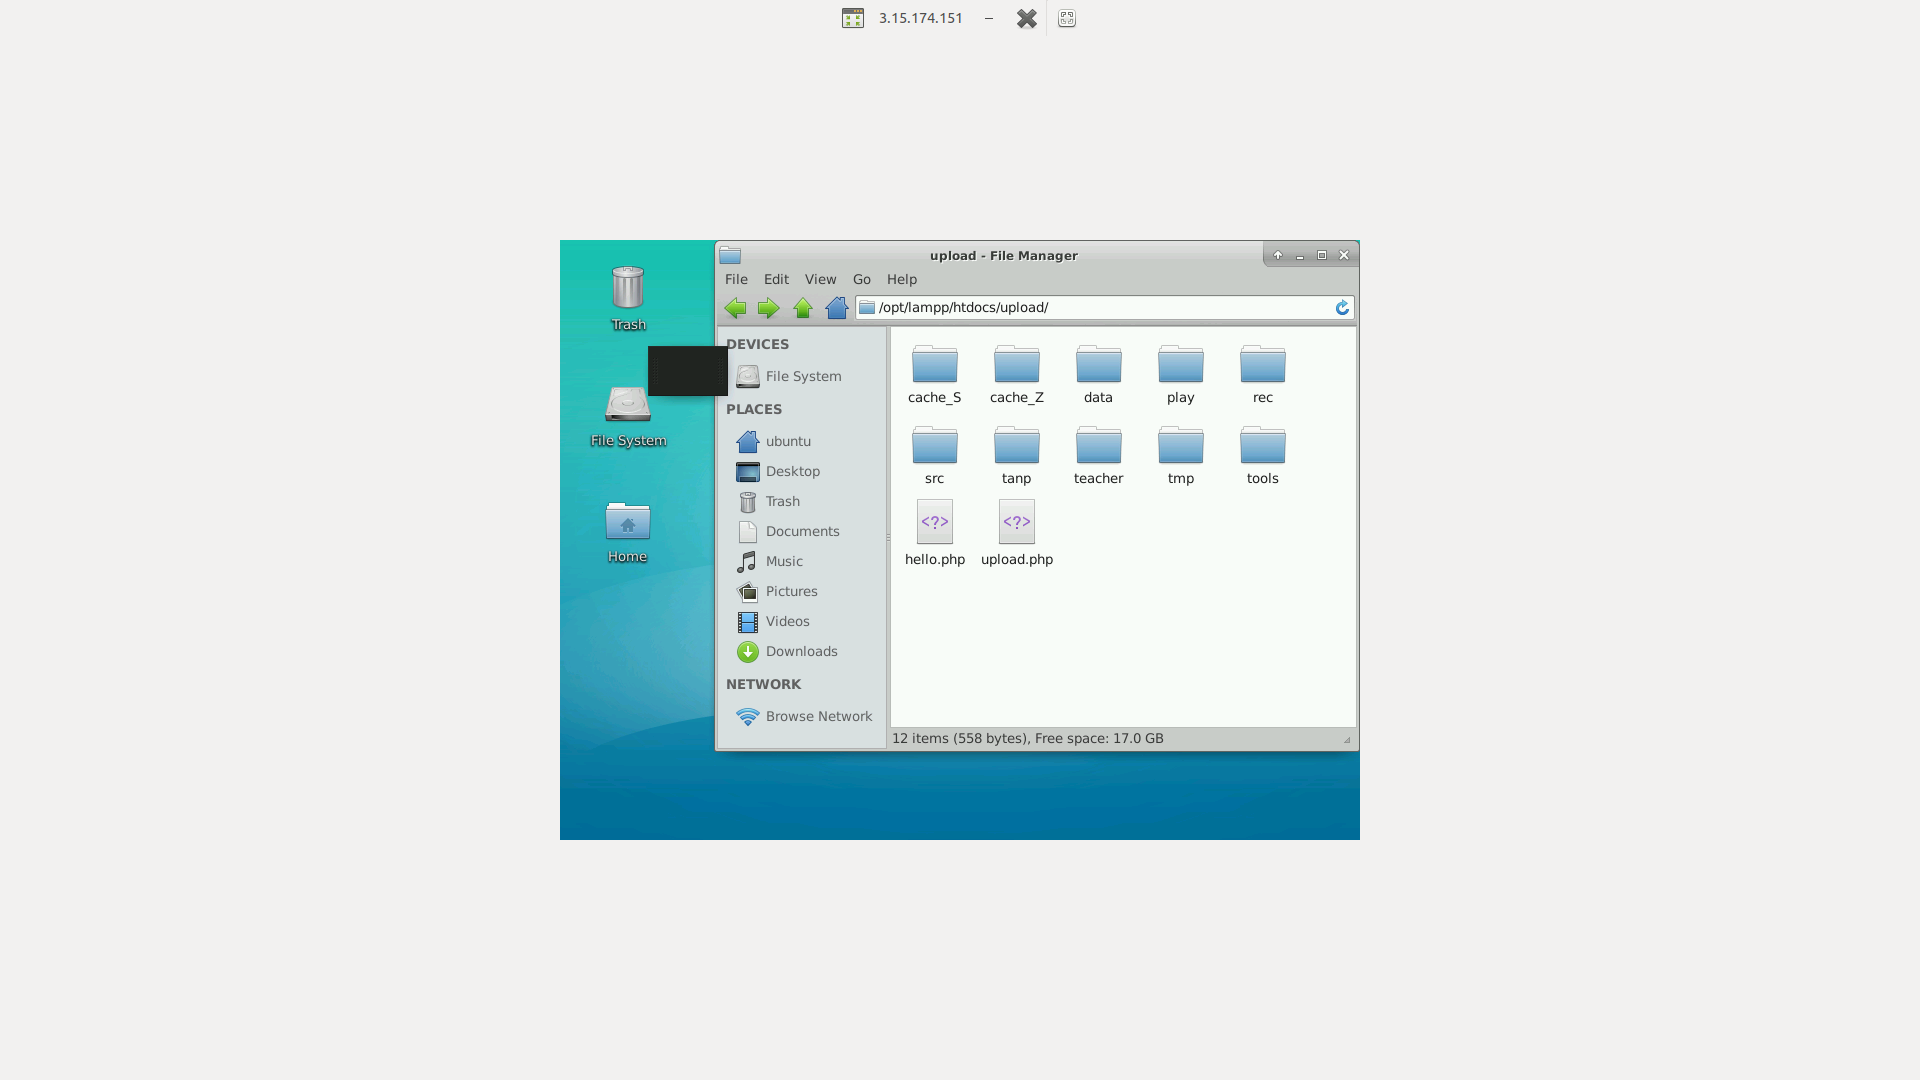 3.15.174.151
upload - File Manager
File Edit View Go Help
/opt/lampp/htdocs/upload/
Trash
File System
Home
DEVICES
File System
PLACES
ubuntu
Desktop
Trash
Documents
Music
Pictures
Videos
Downloads
NETWORK
Browse Network
cache_S cache_Z data play rec
src tanp teacher tmp tools
<?> <?>
hello.php upload.php
12 items (558 bytes), Free space: 17.0 GB